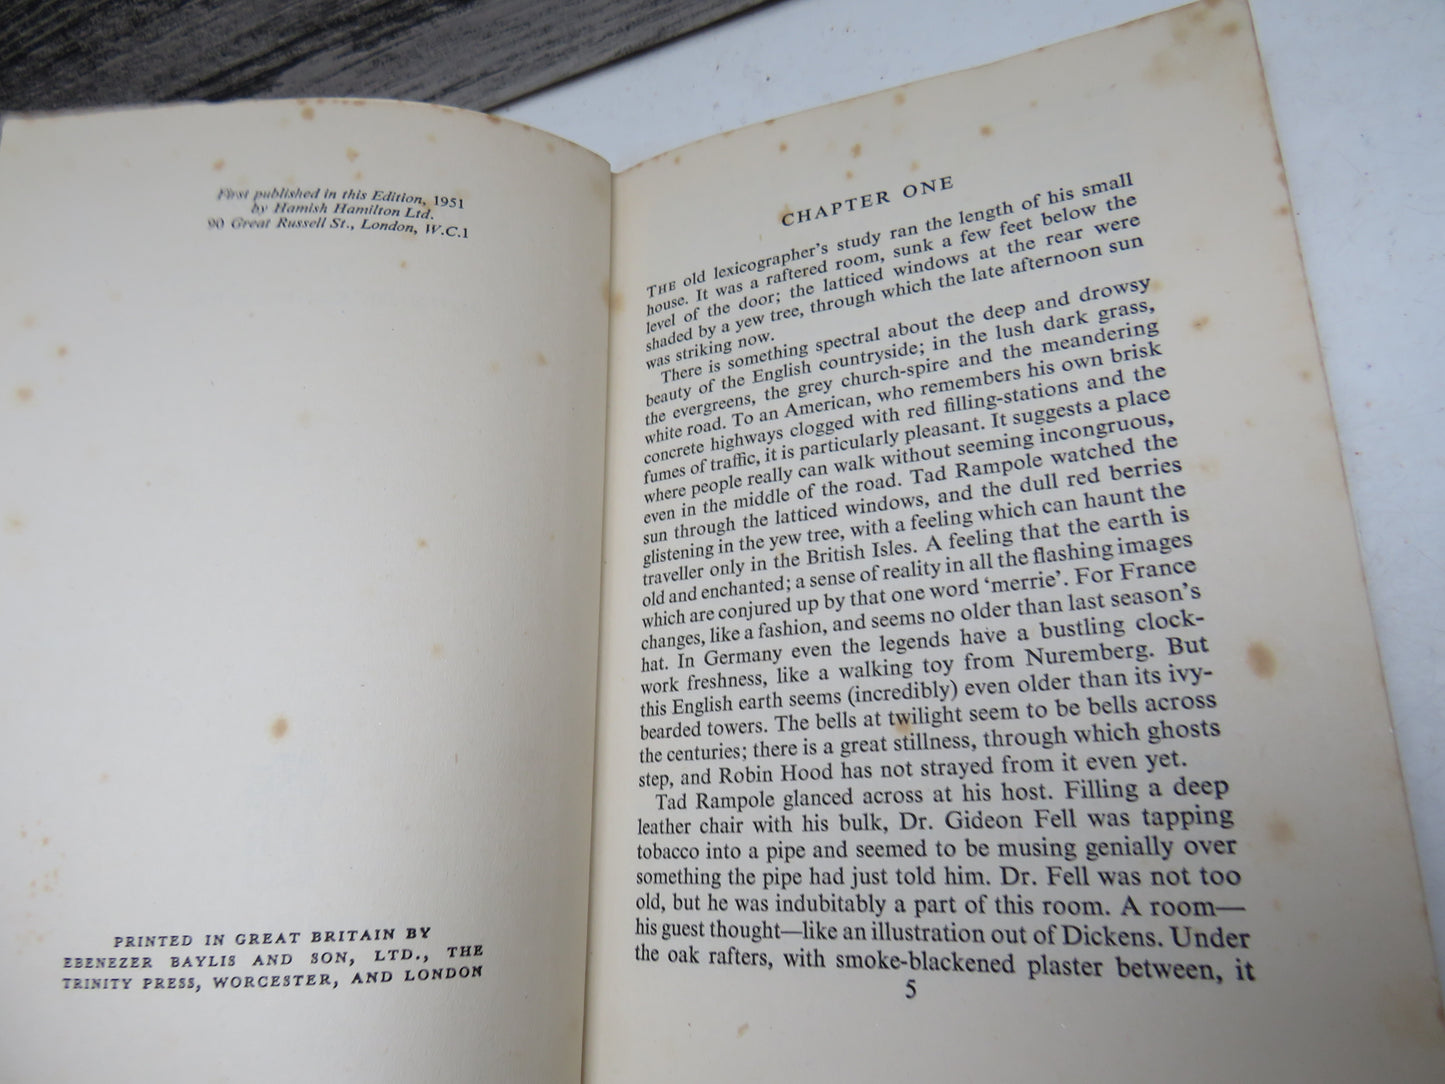 First published in this Edition, 1951
by Hamish Hamilton Ltd.
90 Great Russell St., London, W.C.1
PRINTED IN GREAT BRITAIN BY
EBENEZER BAYLIS AND SON, LTD., THE
TRINITY PRESS, WORCESTER, AND LONDON
CHAPTER ONE
THE old lexicographer's study ran the length of his small
house. It was a raftered room, sunk a few feet below the
level of the door; the latticed windows at the rear were
shaded by a yew tree, through which the late afternoon sun
was striking now.
There is something spectral about the deep and drowsy
beauty of the English countryside; in the lush dark grass,
the evergreens, the grey church-spire and the meandering
white road. To an American, who remembers his own brisk
concrete highways clogged with red filling-stations and the
fumes of traffic, it is particularly pleasant. It suggests a place
where people really can walk without seeming incongruous,
even in the middle of the road. Tad Rampole watched the
sun through the latticed windows, and the dull red berries
glistening in the yew tree, with a feeling which can haunt the
traveller only in the British Isles. A feeling that the earth is
old and enchanted; a sense of reality in all the flashing images
which are conjured up by that one word ‘merrie’. For France
changes, like a fashion, and seems no older than last season's
hat. In Germany even the legends have a bustling clock-
work freshness, like a walking toy from Nuremberg. But
this English earth seems (incredibly) even older than its ivy-
bearded towers. The bells at twilight seem to be bells across
the centuries; there is a great stillness, through which ghosts
step, and Robin Hood has not strayed from it even yet.
Tad Rampole glanced across at his host. Filling a deep
leather chair with his bulk, Dr. Gideon Fell was tapping
tobacco into a pipe and seemed to be musing genially over
something the pipe had just told him. Dr. Fell was not too
old, but he was indubitably a part of this room. A room—
his guest thought—like an illustration out of Dickens. Under
the oak rafters, with smoke-blackened plaster between, it
5